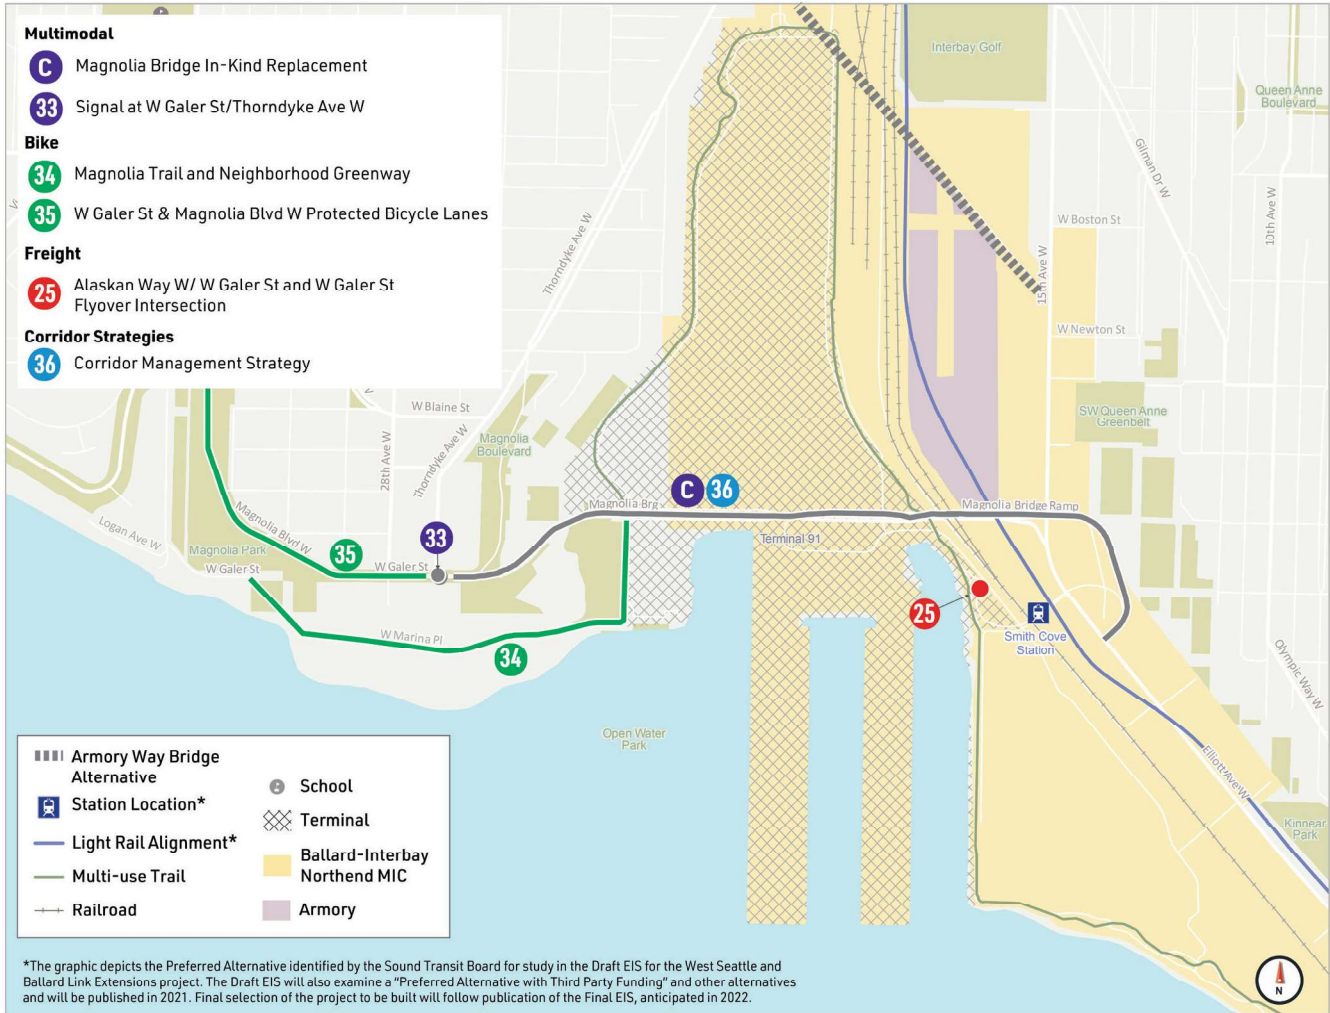 Multimodal
C Magnolia Bridge In-Kind Replacement
33 Signal at W Galer St/Thorndyke Ave W
Bike
34 Magnolia Trail and Neighborhood Greenway
35 W Galer St & Magnolia Blvd W Protected Bicycle Lanes
Freight
25 Alaskan Way W/ W Galer St and W Galer St
Flyover Intersection
Corridor Strategies
36 Corridor Management Strategy
Interbay Golf
Queen Anne
Boulevard
Gilman Dr W
10th Ave W
W Boston St
Thorndyke Ave W
15th Ave W
W Newton St
W Blaine St
SW Queen Anne
Greenbelt
28th Ave W
Thorndyke Ave W
Magnolia
Boulevard
C 36
Magnolia Brg
Magnolia Bridge Ramp
Magnolia Blvd W
Logan Ave W
33
Terminal 91
Magnolia Park
35
W Galer St
W Galer St
25
Smith Cove
Station
W Marina Pl
34
Olympic Way W
Open Water
Park
Elliott Ave W
Kinnear
Park
Armory Way Bridge
Alternative
Station Location*
Light Rail Alignment*
Multi-use Trail
Railroad
School
Terminal
Ballard-Interbay
Northend MIC
Armory
*The graphic depicts the Preferred Alternative identified by the Sound Transit Board for study in the Draft EIS for the West Seattle and
Ballard Link Extensions project. The Draft EIS will also examine a "Preferred Alternative with Third Party Funding" and other alternatives
and will be published in 2021. Final selection of the project to be built will follow publication of the Final EIS, anticipated in 2022.
N